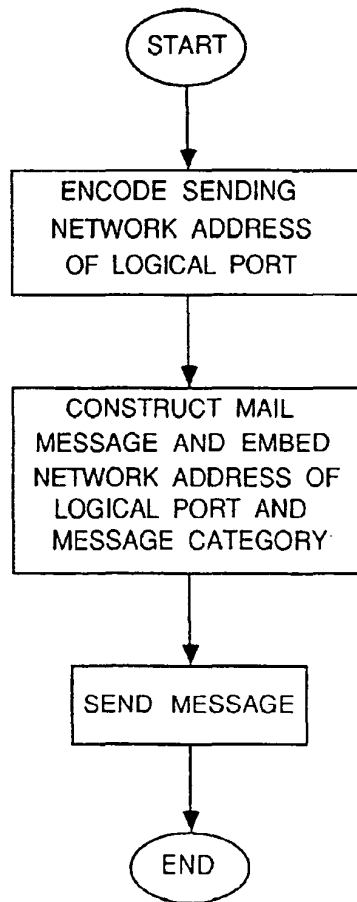 START
ENCODE SENDING
NETWORK ADDRESS
OF LOGICAL PORT
CONSTRUCT MAIL
MESSAGE AND EMBED
NETWORK ADDRESS OF
LOGICAL PORT AND
MESSAGE CATEGORY
SEND MESSAGE
END